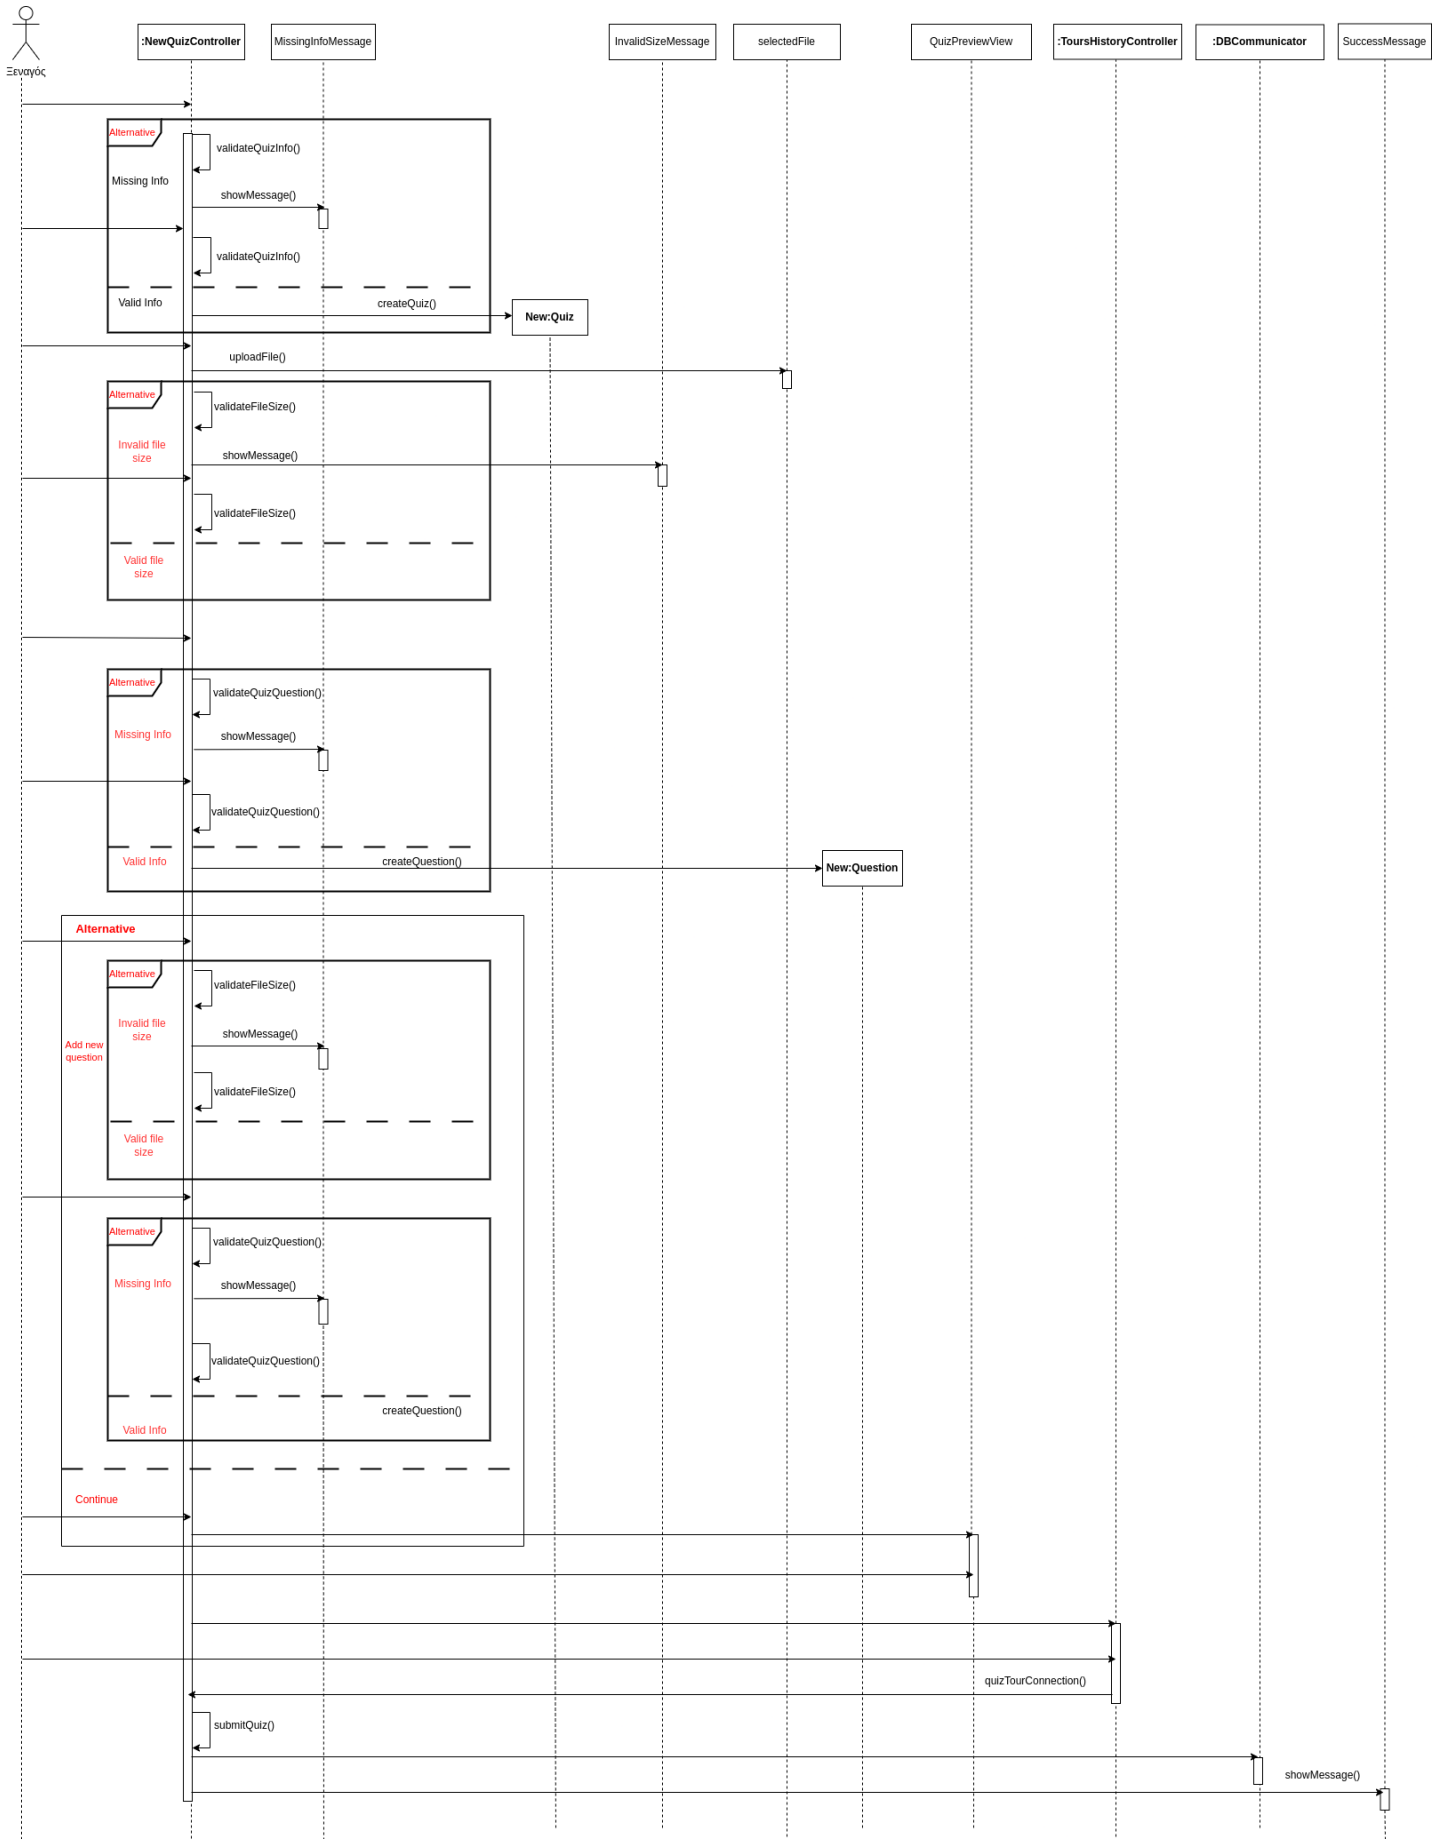 Ξεναγός
:NewQuizController
MissingInfoMessage
InvalidSizeMessage
selectedFile
QuizPreviewView
:ToursHistoryController
:DBCommunicator
SuccessMessage
Alternative
validateQuizInfo()
Missing Info
showMessage()
validateQuizInfo()
Valid Info
createQuiz()
New:Quiz
uploadFile()
Alternative
validateFileSize()
Invalid file
size
showMessage()
validateFileSize()
Valid file
size
Alternative
validateQuizQuestion()
Missing Info
showMessage()
validateQuizQuestion()
Valid Info
createQuestion()
New:Question
Alternative
Alternative
validateFileSize()
Invalid file
size
showMessage()
Add new
question
validateFileSize()
Valid file
size
Alternative
validateQuizQuestion()
Missing Info
showMessage()
validateQuizQuestion()
createQuestion()
Valid Info
Continue
quizTourConnection()
submitQuiz()
showMessage()